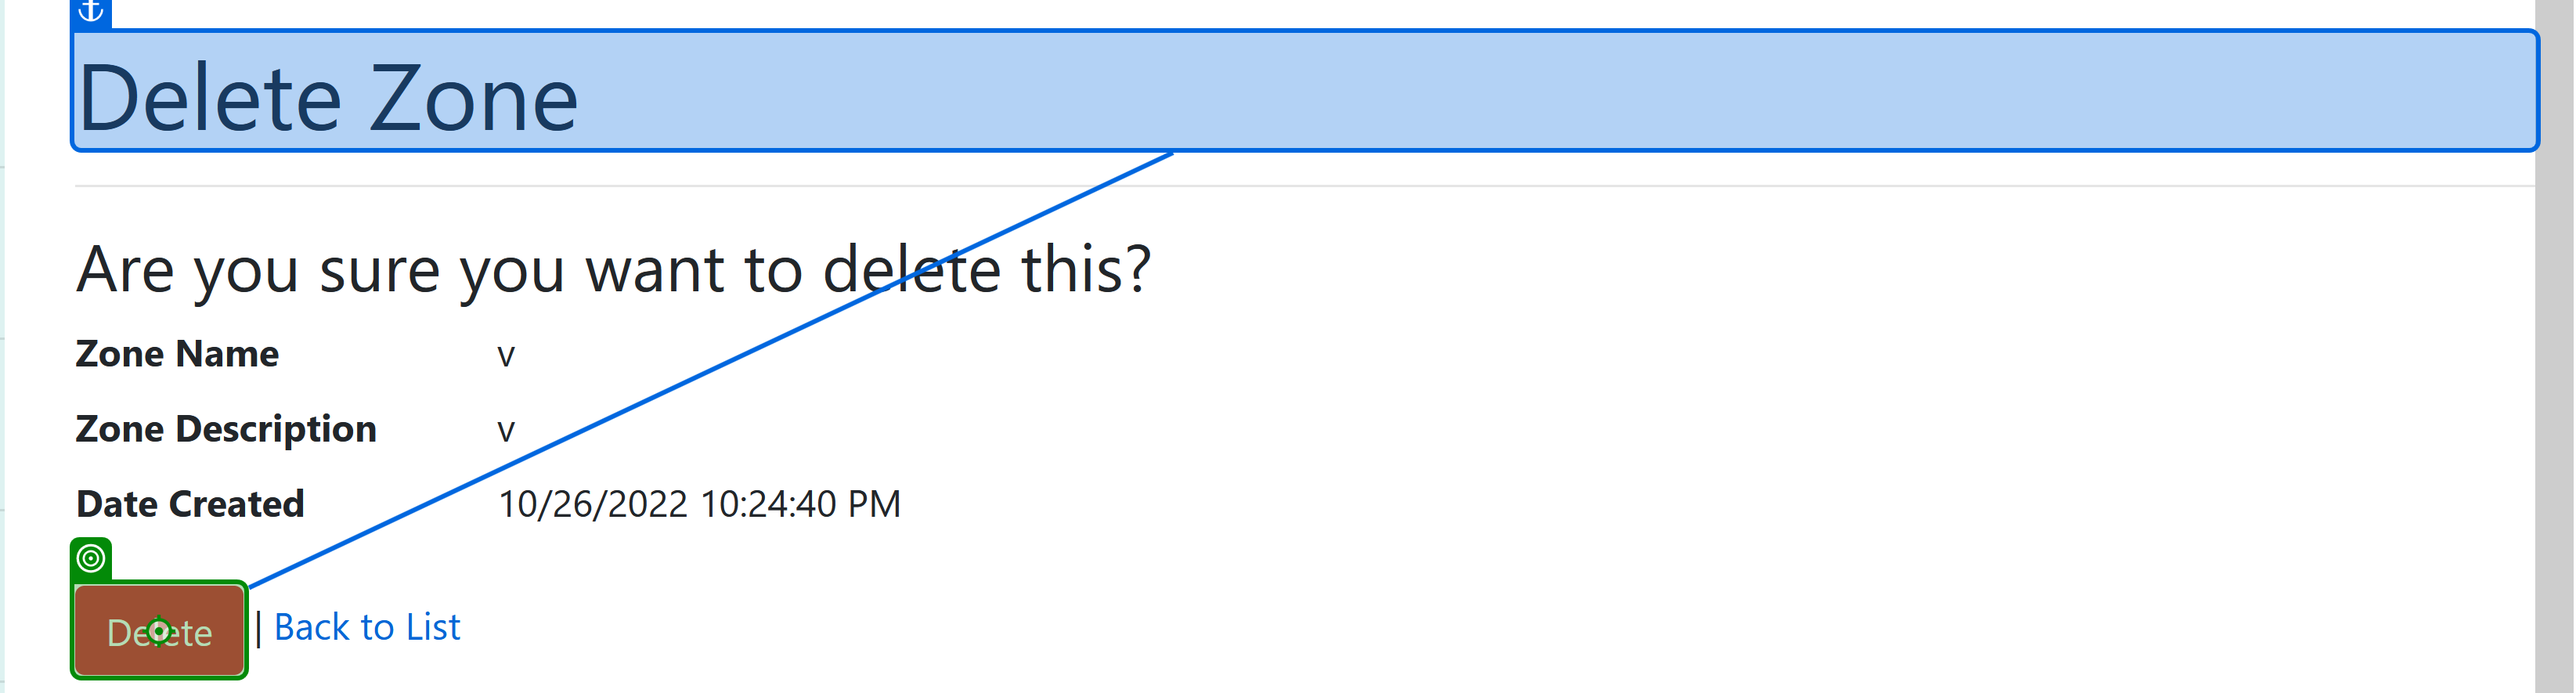 Delete Zone
Are you sure you want to delete this?
Zone Name v
Zone Description v
Date Created 10/26/2022 10:24:40 PM
Delete | Back to List